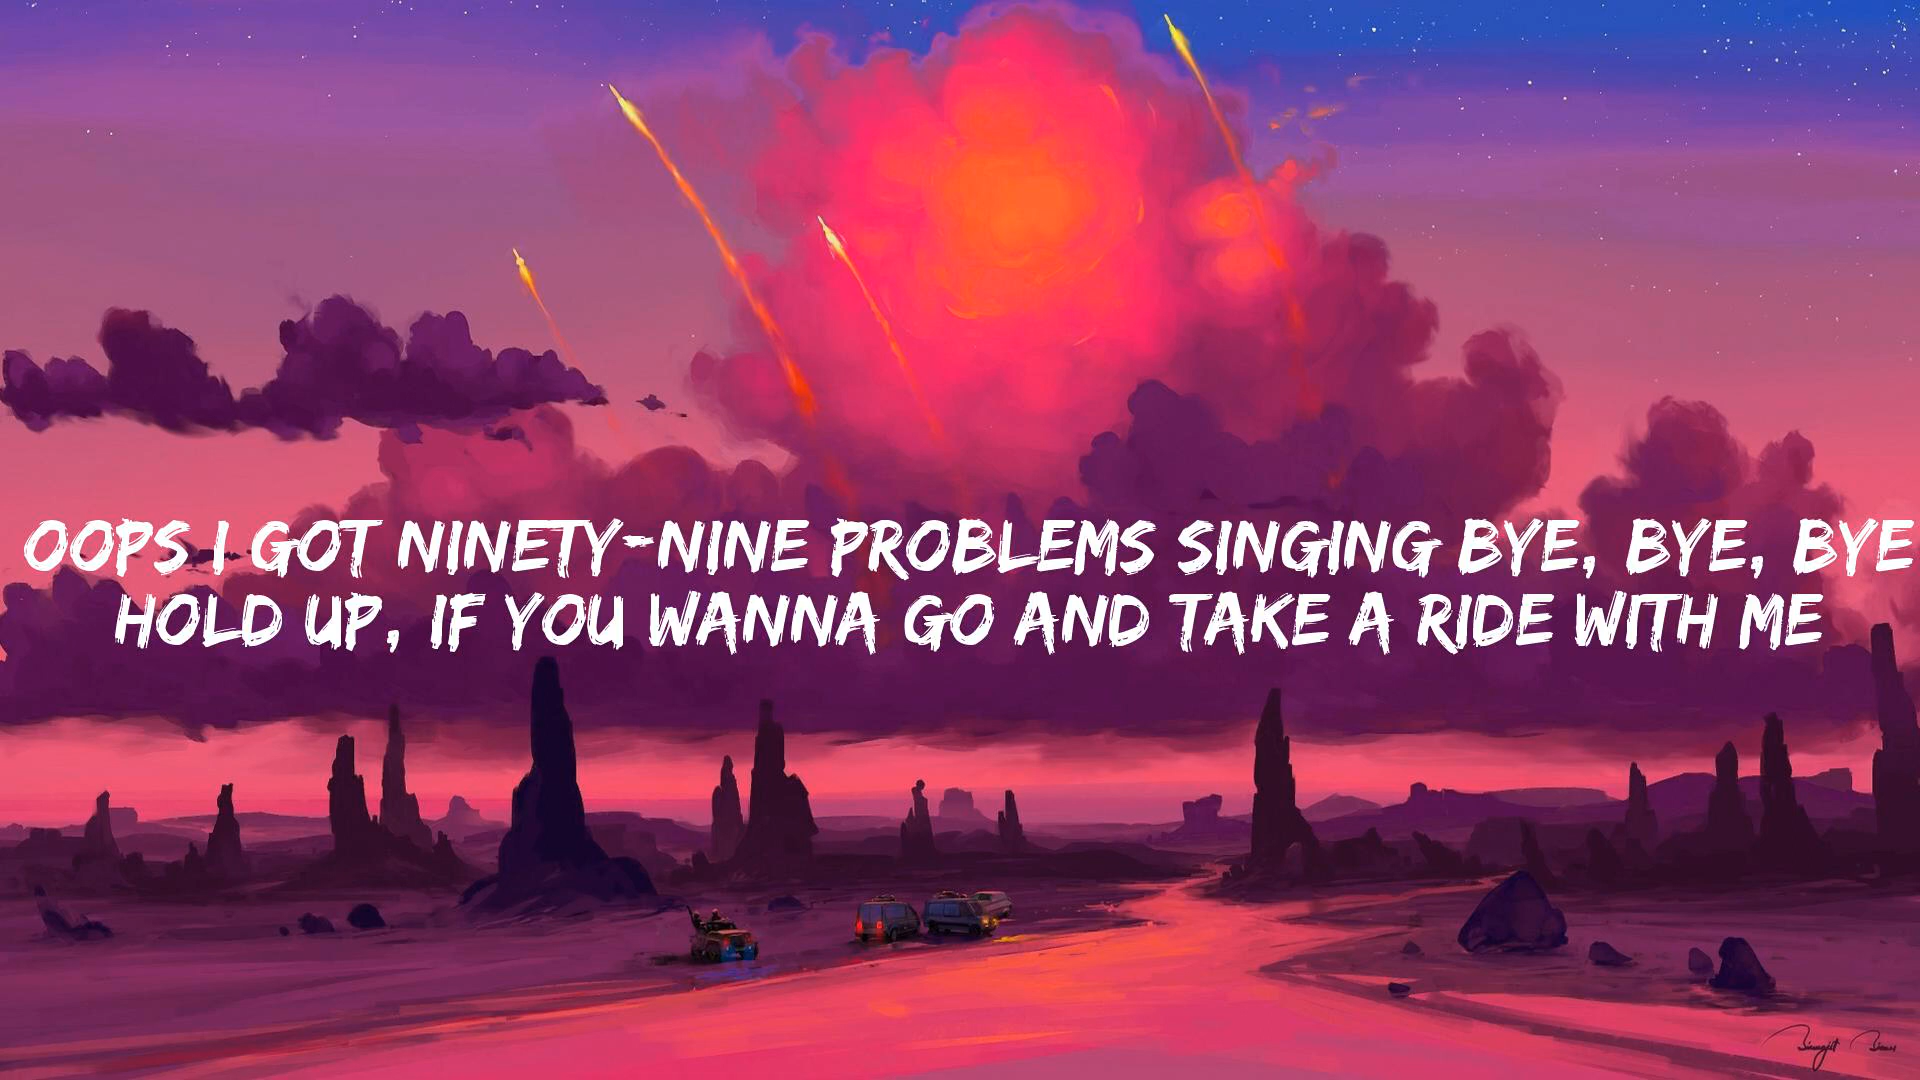 OOPS I GOT NINETY-NINE PROBLEMS SINGING BYE, BYE, BYE
HOLD UP, IF YOU WANNA GO AND TAKE A RIDE WITH ME